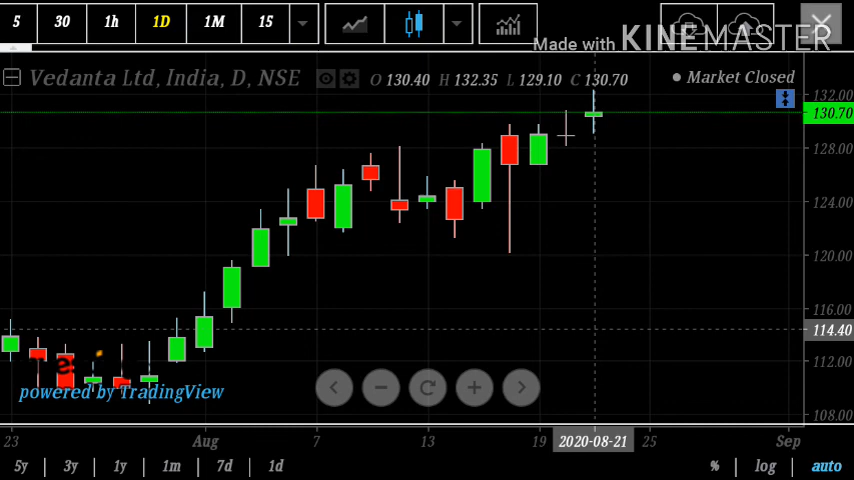 5 30 1h 1D 1M 15
Made with KINEMASTER
Vedanta Ltd, India, D, NSE O 130.40 H 132.35 L 129.10 C 130.70 Market Closed
132.00
130.70
128.00
124.00
120.00
116.00
114.40
112.00
108.00
powered by TradingView
23 Aug 7 13 19 2020-08-21 25 Sep
5y 3y 1y 1m 7d 1d % log auto